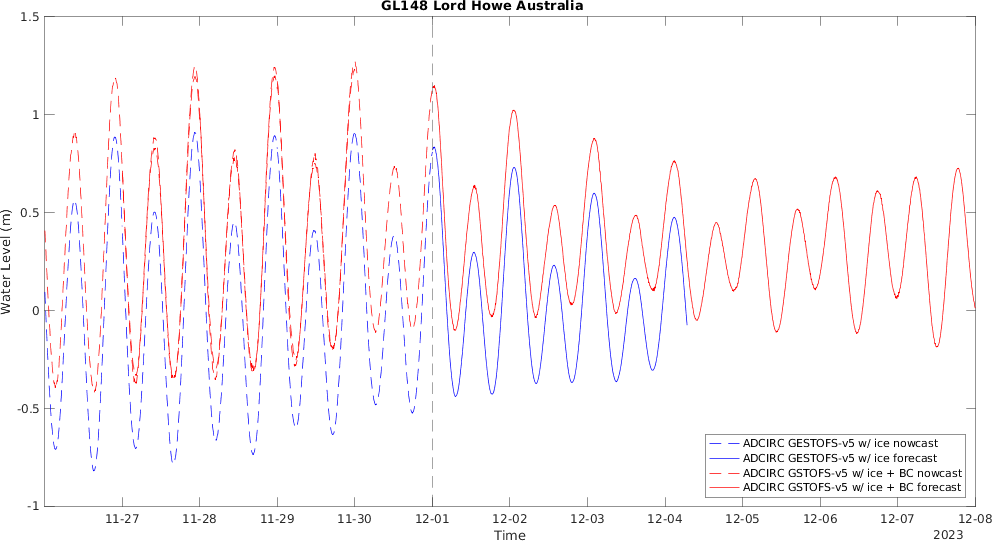 GL148 Lord Howe Australia
1.5
1
0.5
0
-0.5
-1
Water Level (m)
11-27 11-28 11-29 11-30 12-01 12-02 12-03 12-04 12-05 12-06 12-07 12-08
Time
2023
ADCIRC GESTOFS-v5 w/ ice nowcast
ADCIRC GESTOFS-v5 w/ ice forecast
ADCIRC GSTOFS-v5 w/ ice + BC nowcast
ADCIRC GSTOFS-v5 w/ ice + BC forecast